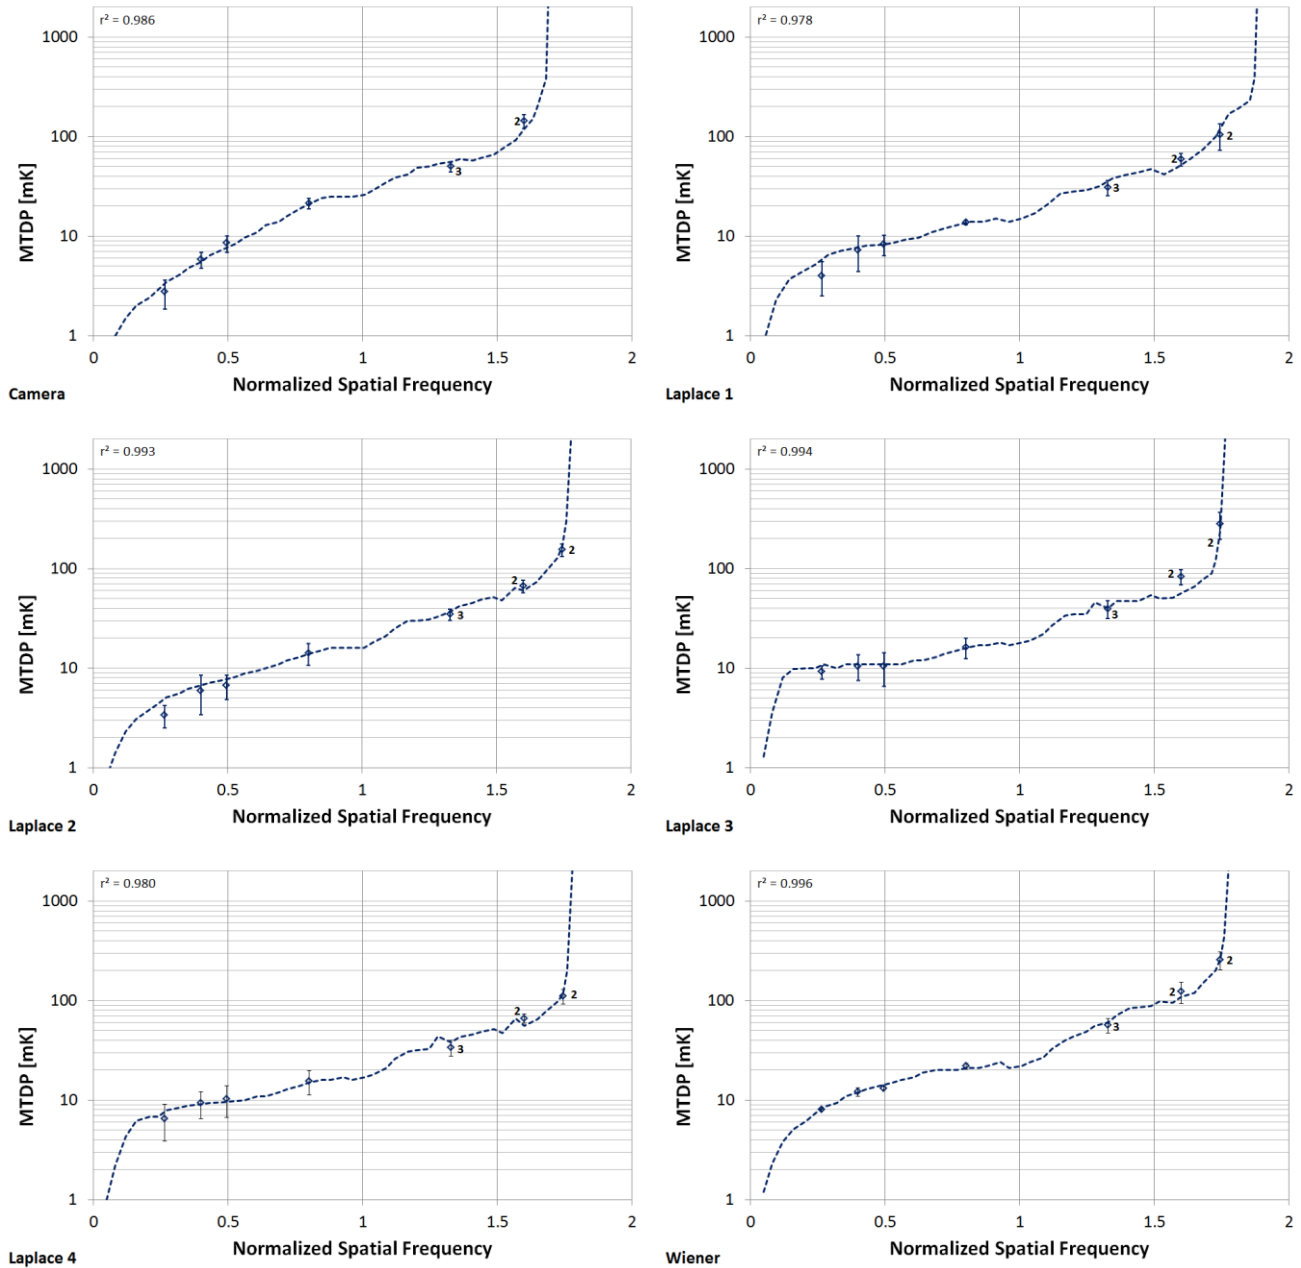 r² = 0.986
1000
100
10
1
MTDP [mK]
2
3
0 0.5 1 1.5 2
Normalized Spatial Frequency
Camera
r² = 0.978
1000
100
10
1
MTDP [mK]
2
2
3
0 0.5 1 1.5 2
Normalized Spatial Frequency
Laplace 1
r² = 0.993
1000
100
10
1
MTDP [mK]
2
2
3
0 0.5 1 1.5 2
Normalized Spatial Frequency
Laplace 2
r² = 0.994
1000
100
10
1
MTDP [mK]
2
2
3
0 0.5 1 1.5 2
Normalized Spatial Frequency
Laplace 3
r² = 0.980
1000
100
10
1
MTDP [mK]
2
2
3
0 0.5 1 1.5 2
Normalized Spatial Frequency
Laplace 4
r² = 0.996
1000
100
10
1
MTDP [mK]
2
2
3
0 0.5 1 1.5 2
Normalized Spatial Frequency
Wiener